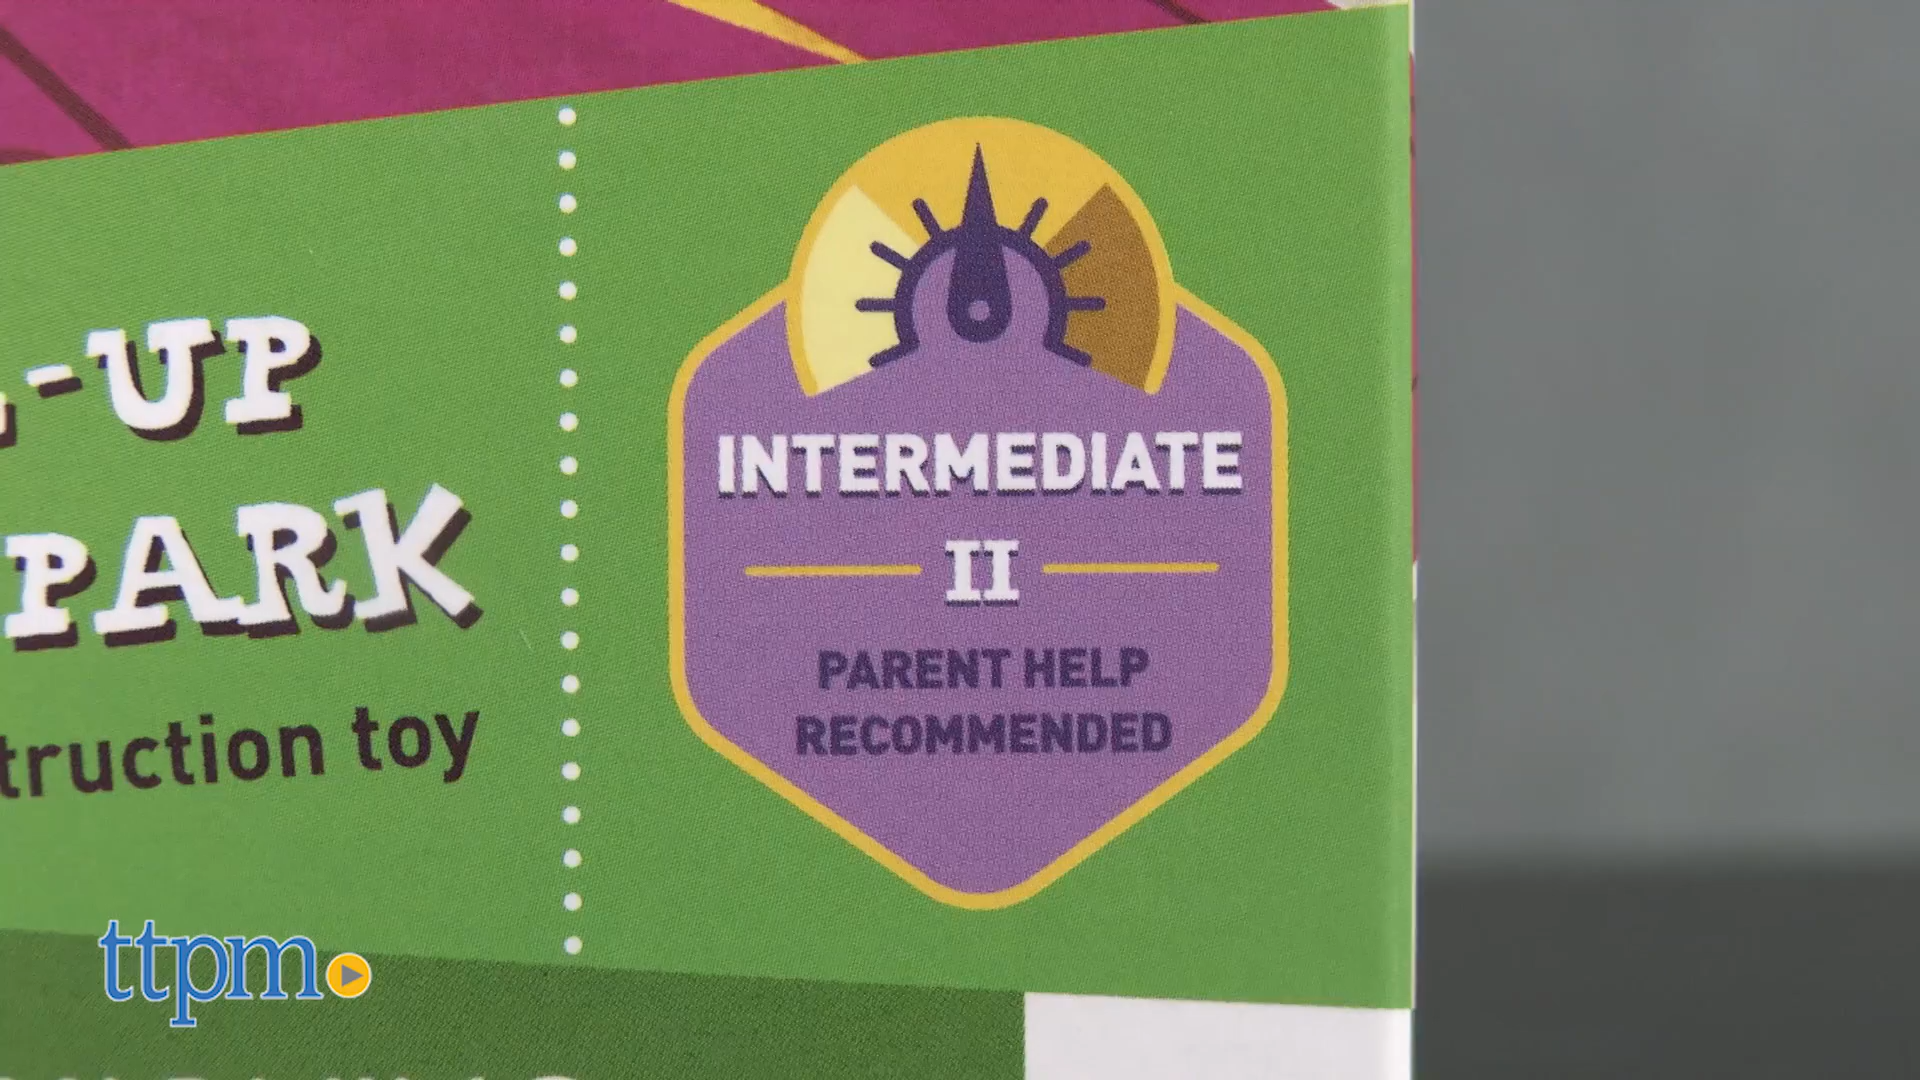 -UP
PARK
truction toy
INTERMEDIATE
II
PARENT HELP
RECOMMENDED
ttpm